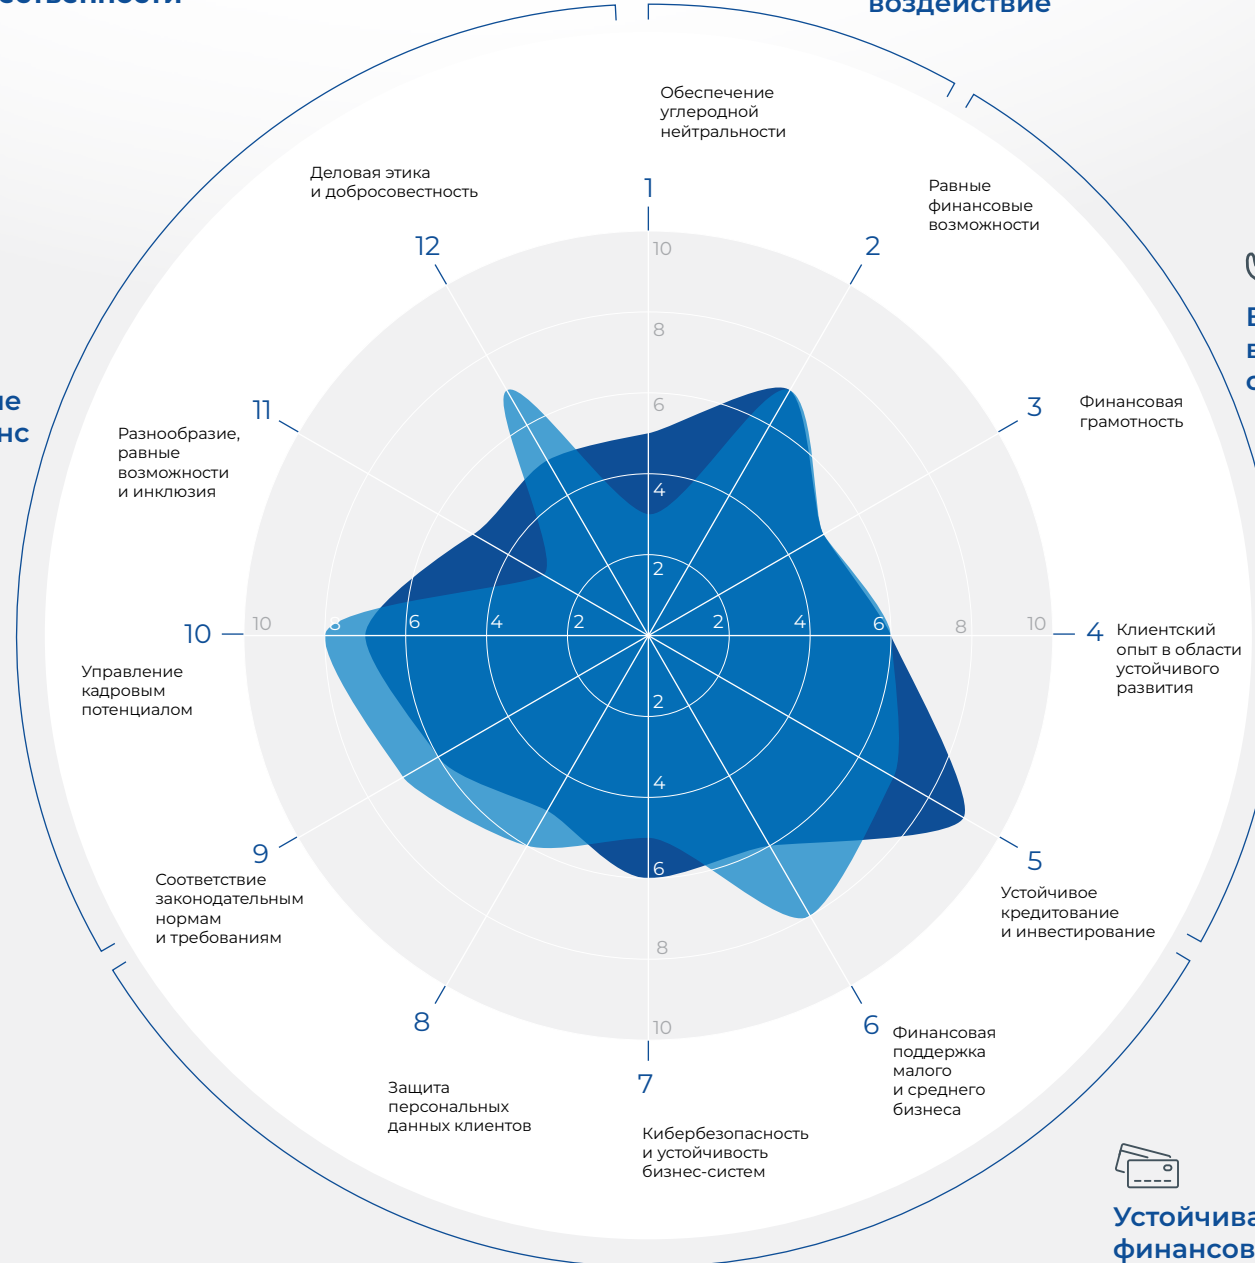 воздействие
Обеспечение
углеродной
нейтральности
1
Равные
финансовые
возможности
2
Финансовая
грамотность
3
4
Клиентский
опыт в области
устойчивого
развития
5
Устойчивое
кредитование
и инвестирование
6
Финансовая
поддержка
малого
и среднего
бизнеса
7
Кибербезопасность
и устойчивость
бизнес-систем
8
Защита
персональных
данных клиентов
9
Соответствие
законодательным
нормам
и требованиям
10
Управление
кадровым
потенциалом
11
Разнообразие,
равные
возможности
и инклюзия
12
Деловая этика
и добросовестность
10
8
6
4
2
2
4
6
8
10
10
8
6
4
2
2
4
6
8
10